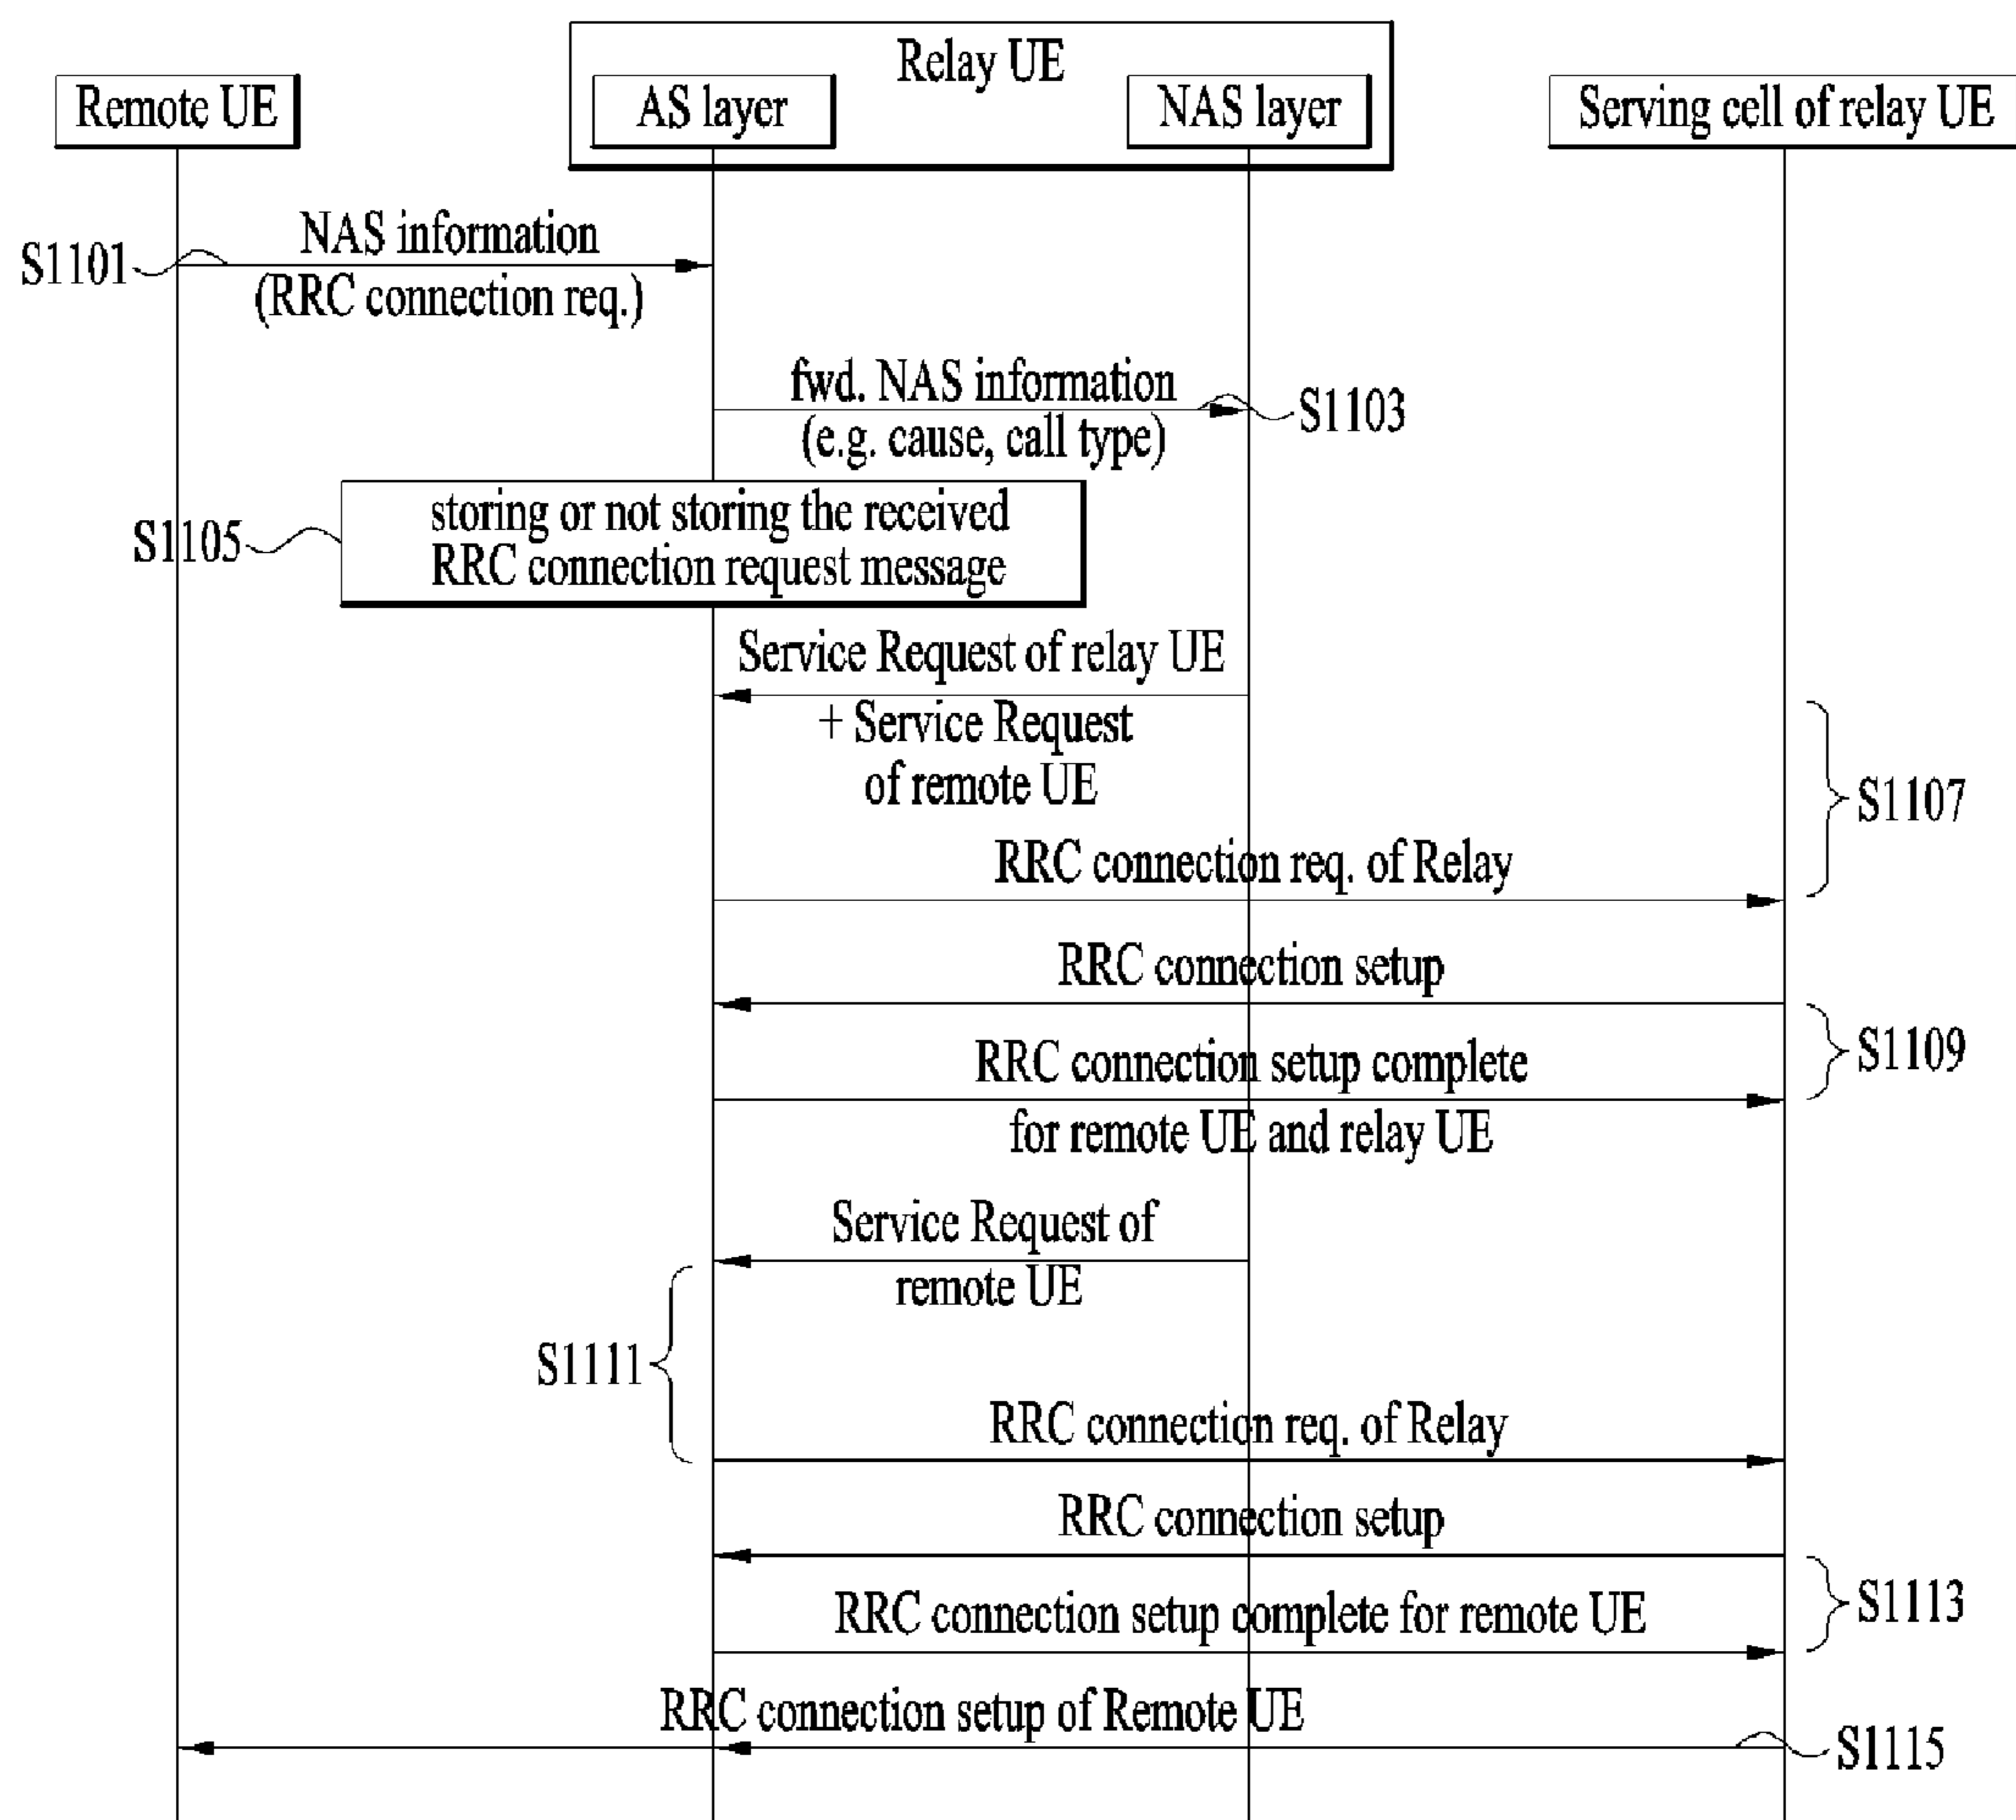 Relay UE
Remote UE
AS layer
NAS layer
Serving cell of relay UE
NAS information
S1101
(RRC connection req.)
fwd. NAS information
S1103
(e.g. cause, call type)
storing or not storing the received
S1105
RRC connection request message
Service Request of relay UE
+ Service Request
of remote UE
S1107
RRC connection req. of Relay
RRC connection setup
S1109
RRC connection setup complete
for remote UE and relay UE
Service Request of
remote UE
S1111
RRC connection req. of Relay
RRC connection setup
S1113
RRC connection setup complete for remote UE
RRC connection setup of Remote UE
S1115